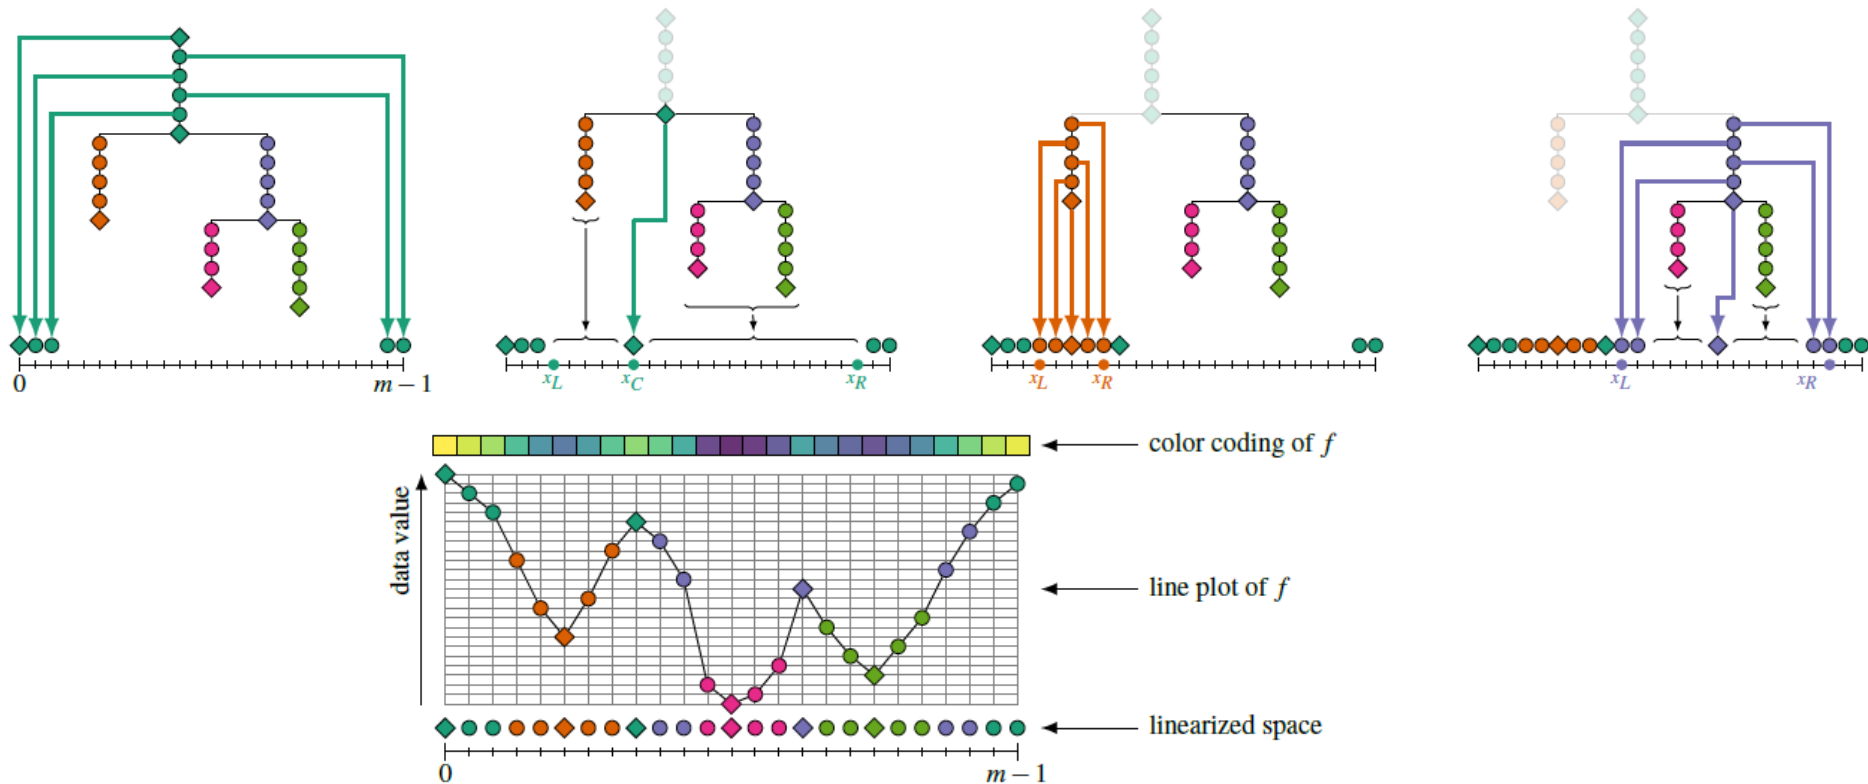 0
m − 1
x_L
x_C
x_R
x_L
x_R
x_L
x_R
color coding of f
data value
line plot of f
linearized space
0
m − 1